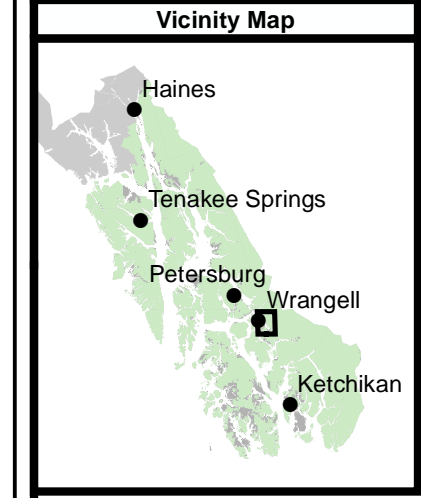 Vicinity Map
Haines
Tenakee Springs
Petersburg
Wrangell
Ketchikan